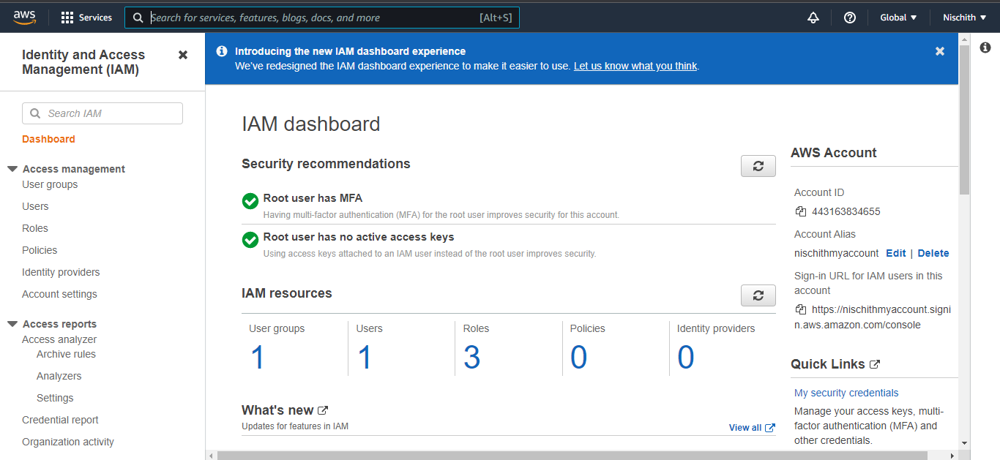 aws
Services
Search for services, features, blogs, docs, and more
[Alt+S]
Global
Nischith
Identity and Access
Management (IAM)
Search IAM
Dashboard
Access management
User groups
Users
Roles
Policies
Identity providers
Account settings
Access reports
Access analyzer
Archive rules
Analyzers
Settings
Credential report
Organization activity
Introducing the new IAM dashboard experience
We've redesigned the IAM dashboard experience to make it easier to use. Let us know what you think.
IAM dashboard
Security recommendations
Root user has MFA
Having multi-factor authentication (MFA) for the root user improves security for this account.
Root user has no active access keys
Using access keys attached to an IAM user instead of the root user improves security.
IAM resources
User groups
1
Users
1
Roles
3
Policies
0
Identity providers
0
What's new
Updates for features in IAM
View all
AWS Account
Account ID
443163834655
Account Alias
nischithmyaccount Edit | Delete
Sign-in URL for IAM users in this
account
https://nischithmyaccount.signi
n.aws.amazon.com/console
Quick Links
My security credentials
Manage your access keys, multi-
factor authentication (MFA) and
other credentials.